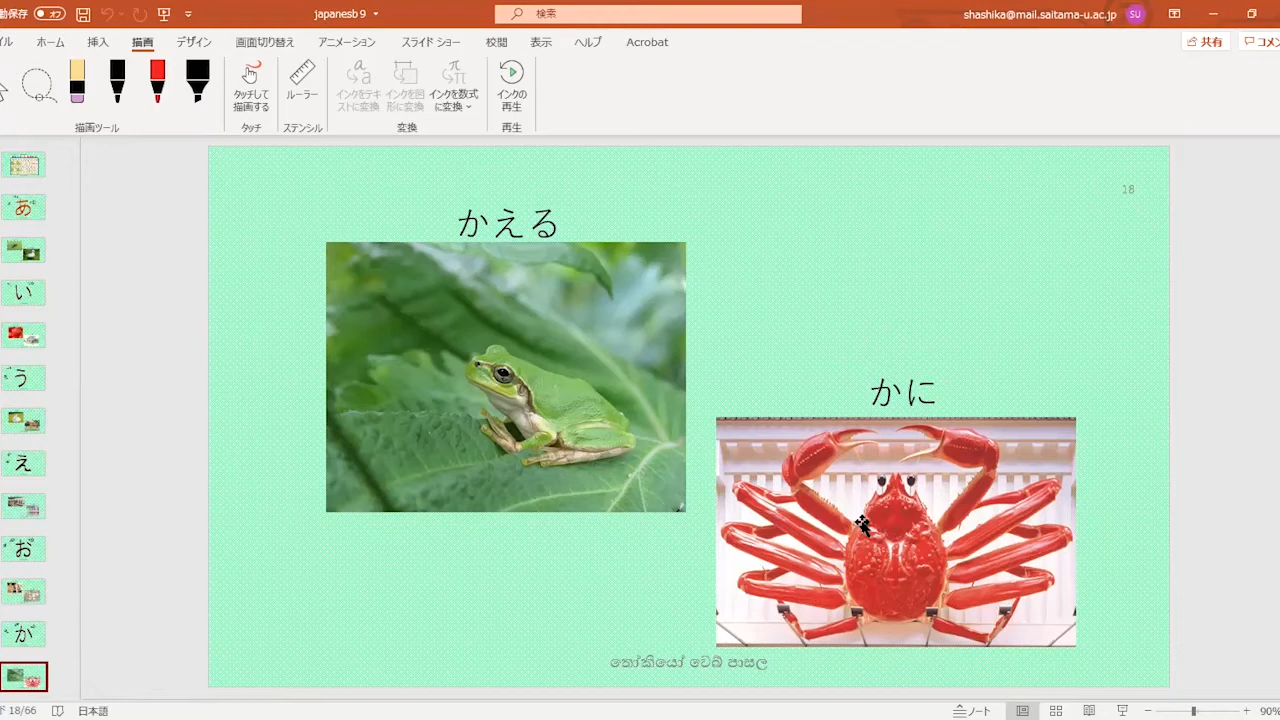 動保存 オフ japanesb 9 検索 shashika@mail.saitama-u.ac.jp SU
イル ホーム 挿入 描画 デザイン 画面切り替え アニメーション スライド ショー 校閲 表示 ヘルプ Acrobat 共有 コメン
タッチして描画する ルーラー インクをテキストに変換 インクを図形に変換 インクを数式に変換 インクの再生
描画ツール タッチ ステンシル 変換 再生
18
かえる
かに
තෝකියෝ වෙබ් පාසල
あ
い
う
え
お
か
ド 18/66 日本語 ノート 90%